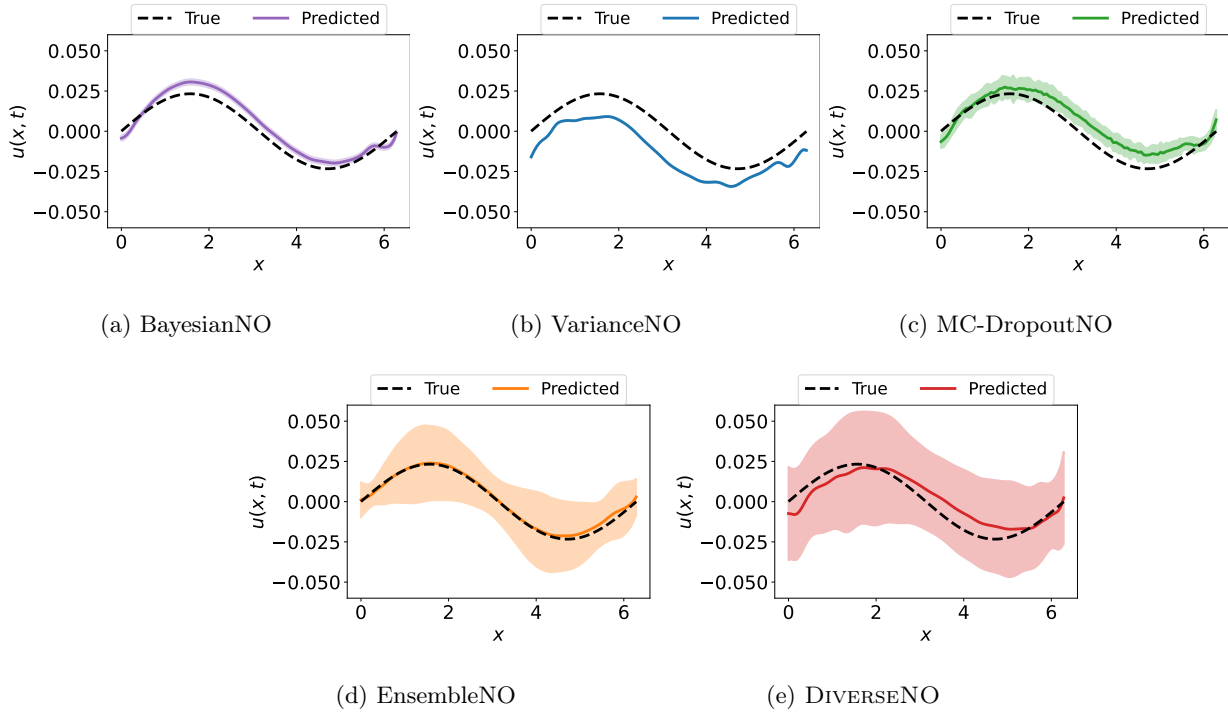 True Predicted
0.050
0.025
0.000
−0.025
−0.050
u(x, t)
0 2 4 6
x
(a) BayesianNO
True Predicted
0.050
0.025
0.000
−0.025
−0.050
u(x, t)
0 2 4 6
x
(b) VarianceNO
True Predicted
0.050
0.025
0.000
−0.025
−0.050
u(x, t)
0 2 4 6
x
(c) MC-DropoutNO
True Predicted
0.050
0.025
0.000
−0.025
−0.050
u(x, t)
0 2 4 6
x
(d) EnsembleNO
True Predicted
0.050
0.025
0.000
−0.025
−0.050
u(x, t)
0 2 4 6
x
(e) DIVERSENO